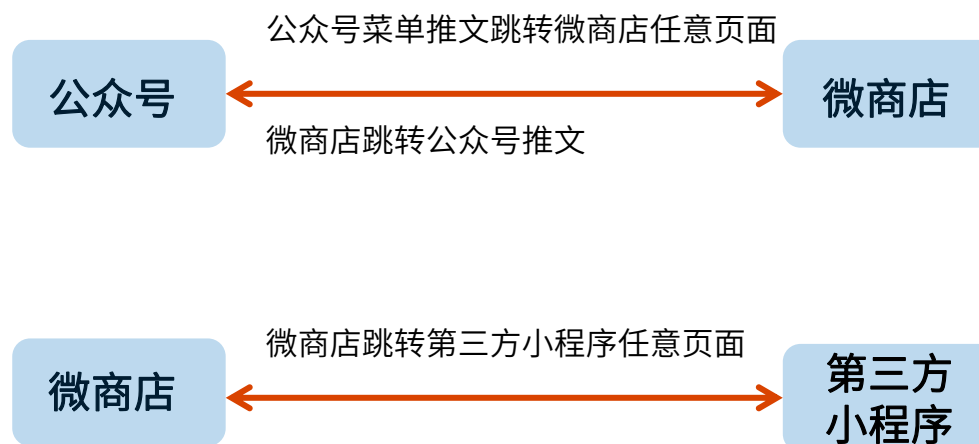 公众号菜单推文跳转微商店任意页面
公众号
微商店
微商店跳转公众号推文
微商店跳转第三方小程序任意页面
微商店
第三方
小程序